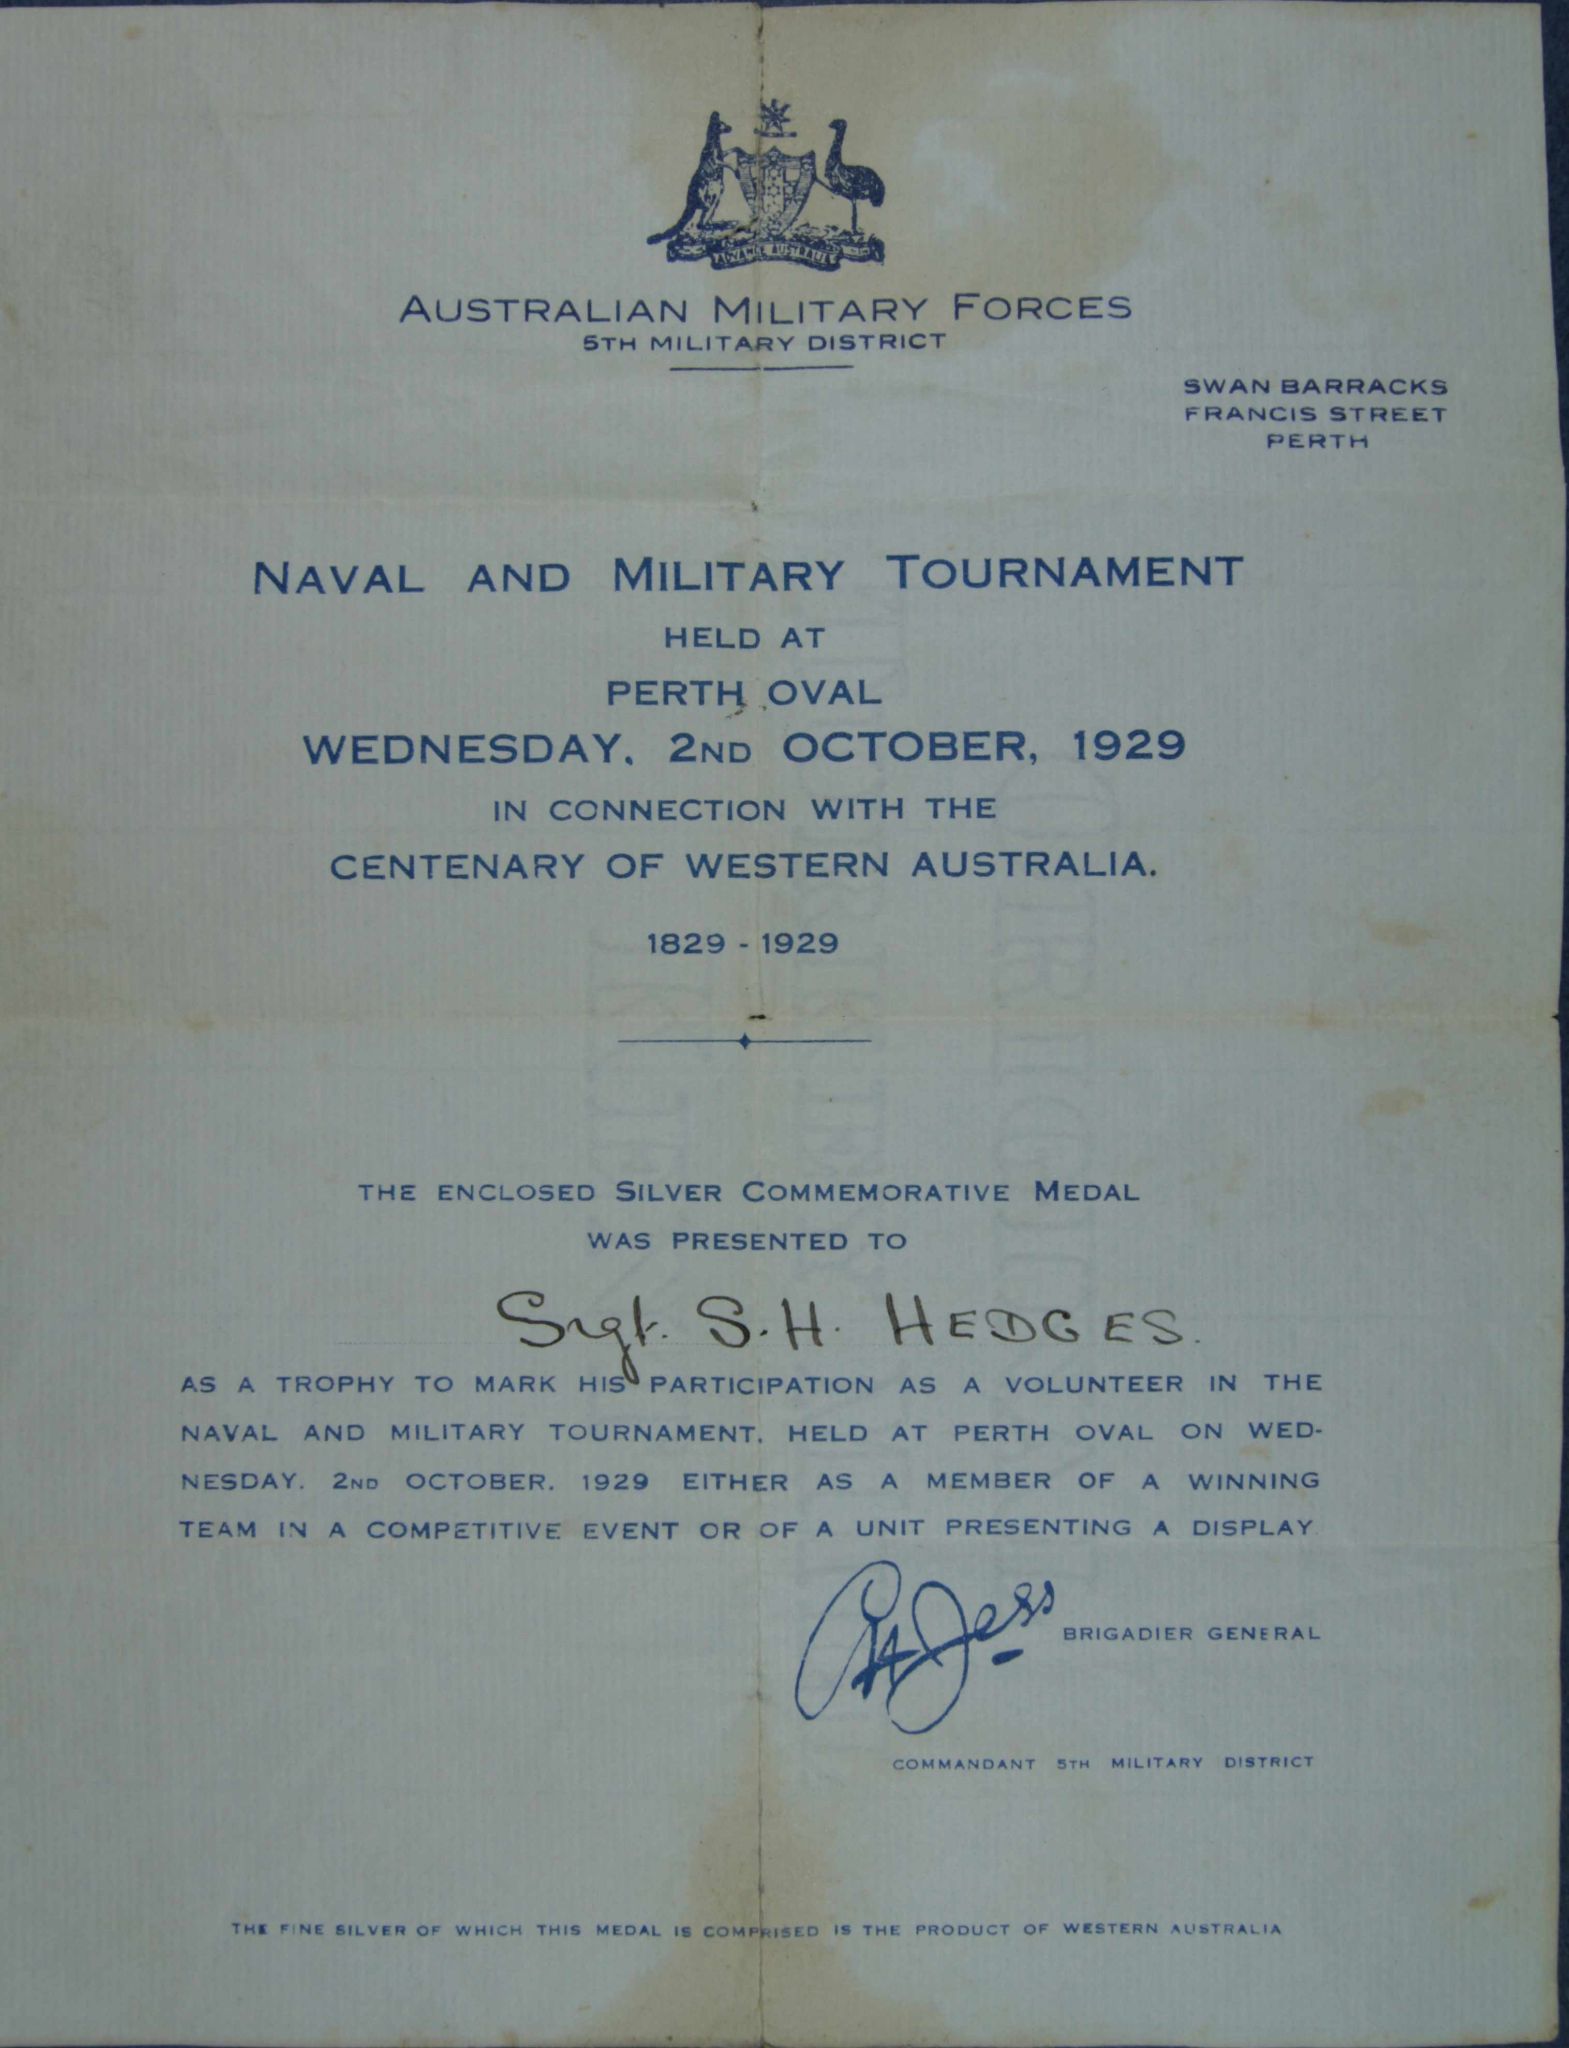 ADVANCE AUSTRALIA
AUSTRALIAN MILITARY FORCES
5TH MILITARY DISTRICT
SWAN BARRACKS
FRANCIS STREET
PERTH
NAVAL AND MILITARY TOURNAMENT
HELD AT
PERTH OVAL
WEDNESDAY, 2ND OCTOBER, 1929
IN CONNECTION WITH THE
CENTENARY OF WESTERN AUSTRALIA.
1829 - 1929
THE ENCLOSED SILVER COMMEMORATIVE MEDAL
WAS PRESENTED TO
Srgt. S.H. HEDGES.
AS A TROPHY TO MARK HIS PARTICIPATION AS A VOLUNTEER IN THE
NAVAL AND MILITARY TOURNAMENT, HELD AT PERTH OVAL ON WED-
NESDAY, 2ND OCTOBER, 1929 EITHER AS A MEMBER OF A WINNING
TEAM IN A COMPETITIVE EVENT OR OF A UNIT PRESENTING A DISPLAY
Jess BRIGADIER GENERAL
COMMANDANT 5TH MILITARY DISTRICT
THE FINE SILVER OF WHICH THIS MEDAL IS COMPRISED IS THE PRODUCT OF WESTERN AUSTRALIA